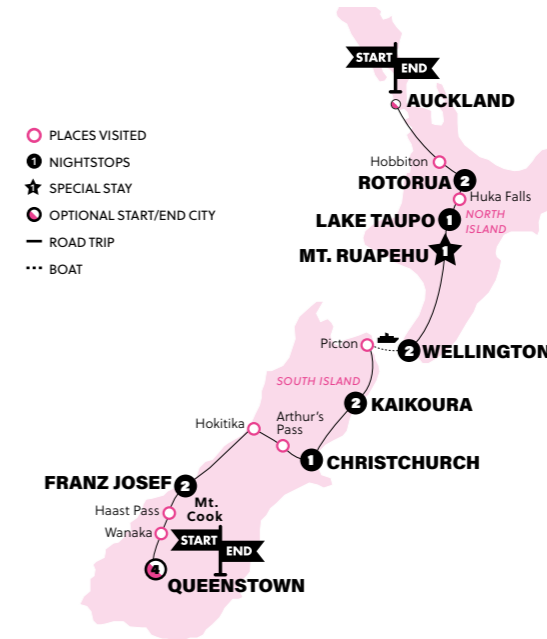 START
END
AUCKLAND
PLACES VISITED
1 NIGHTSTOPS
1 SPECIAL STAY
OPTIONAL START/END CITY
ROAD TRIP
BOAT
Hobbiton
ROTORUA 2
Huka Falls
LAKE TAUPO 1
NORTH
ISLAND
MT. RUAPEHU 1
Picton
2 WELLINGTON
SOUTH ISLAND
2 KAIKOURA
Arthur's
Pass
Hokitika
1 CHRISTCHURCH
FRANZ JOSEF 2
Mt.
Cook
Haast Pass
Wanaka
START
END
4
QUEENSTOWN